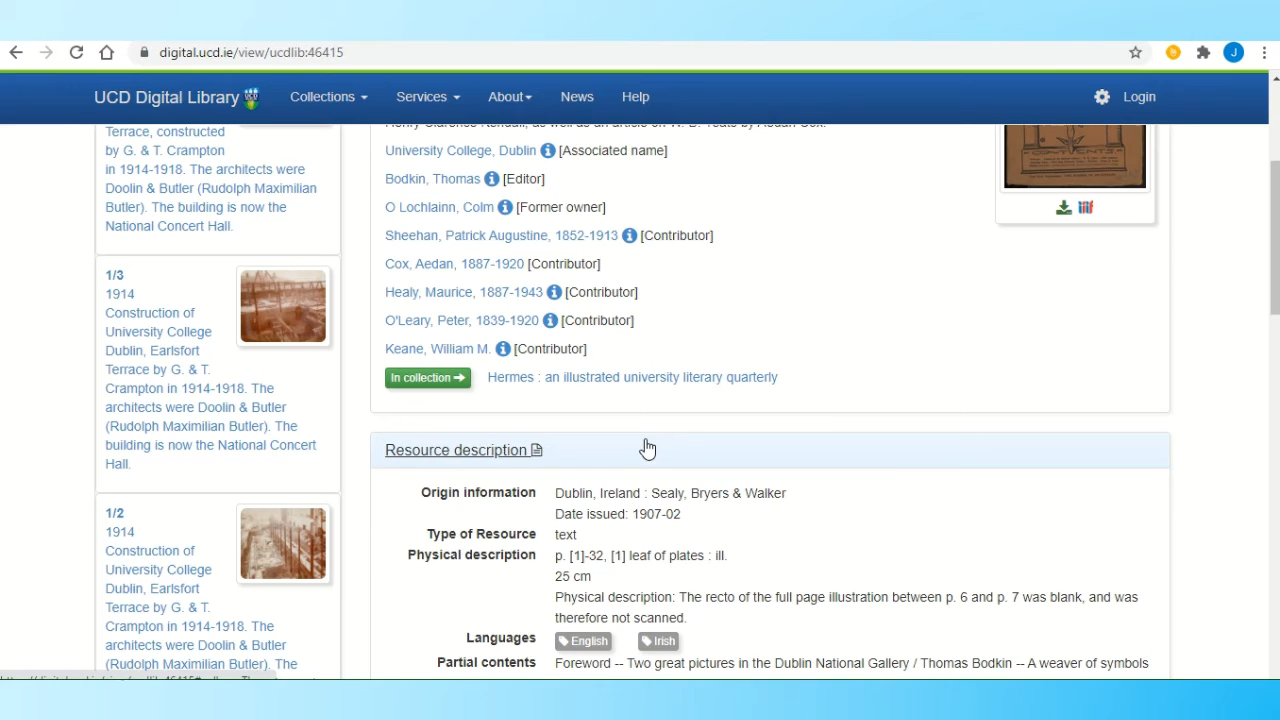 digital.ucd.ie/view/ucdlib:46415
J
UCD Digital Library
Collections
Services
About
News
Help
Login
Terrace, constructed
by G. & T. Crampton
in 1914-1918. The architects were
Doolin & Butler (Rudolph Maximilian
Butler). The building is now the
National Concert Hall.
1/3
1914
Construction of
University College
Dublin, Earlsfort
Terrace by G. & T.
Crampton in 1914-1918. The
architects were Doolin & Butler
(Rudolph Maximilian Butler). The
building is now the National Concert
Hall.
1/2
1914
Construction of
University College
Dublin, Earlsfort
Terrace by G. & T.
Crampton in 1914-1918. The
architects were Doolin & Butler
(Rudolph Maximilian Butler). The
University College, Dublin [Associated name]
Bodkin, Thomas [Editor]
O Lochlainn, Colm [Former owner]
Sheehan, Patrick Augustine, 1852-1913 [Contributor]
Cox, Aedan, 1887-1920 [Contributor]
Healy, Maurice, 1887-1943 [Contributor]
O'Leary, Peter, 1839-1920 [Contributor]
Keane, William M. [Contributor]
In collection Hermes : an illustrated university literary quarterly
CONTENTS
Resource description
Origin information Dublin, Ireland : Sealy, Bryers & Walker
Date issued: 1907-02
Type of Resource text
Physical description p. [1]-32, [1] leaf of plates : ill.
25 cm
Physical description: The recto of the full page illustration between p. 6 and p. 7 was blank, and was
therefore not scanned.
Languages English Irish
Partial contents Foreword -- Two great pictures in the Dublin National Gallery / Thomas Bodkin -- A weaver of symbols